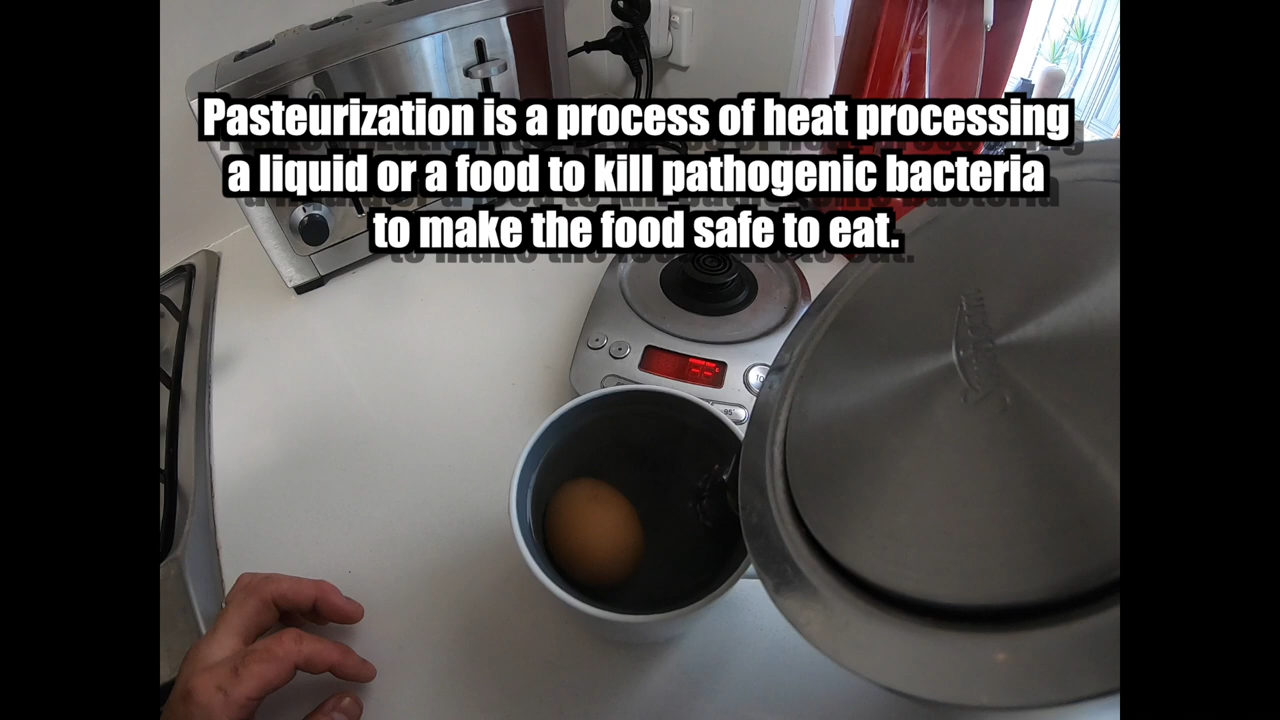 Pasteurization is a process of heat processing
a liquid or a food to kill pathogenic bacteria
to make the food safe to eat.
95°